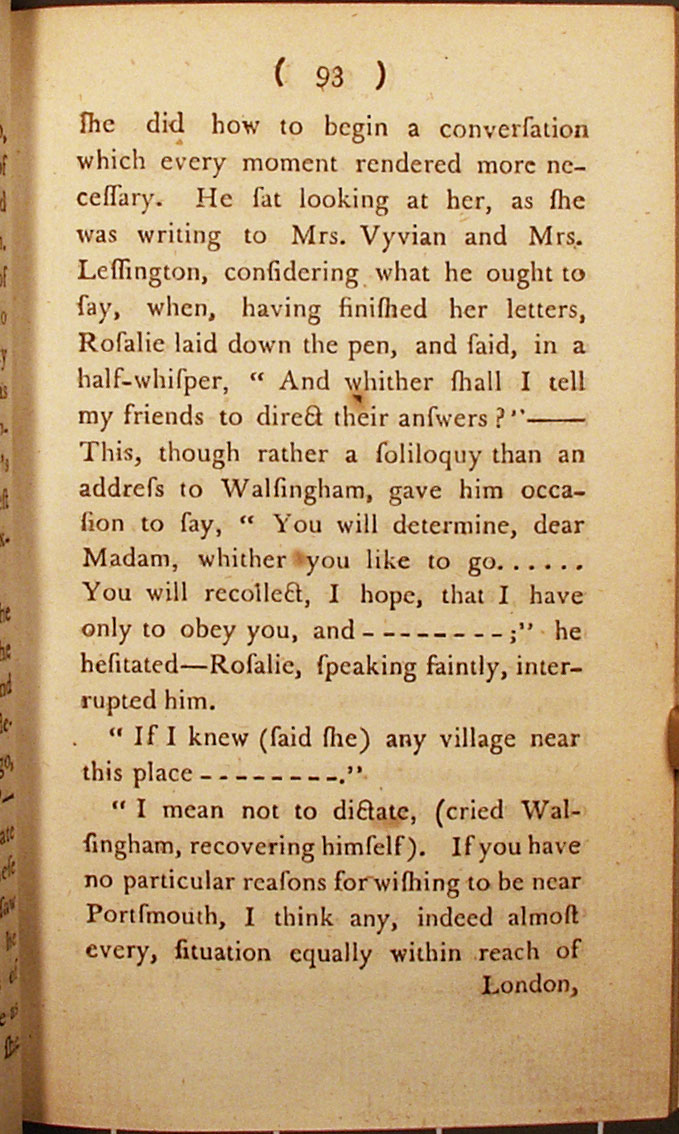 ( 93 )
ſhe did how to begin a converſation
which every moment rendered more ne-
ceſſary. He ſat looking at her, as ſhe
was writing to Mrs. Vyvian and Mrs.
Leſſington, conſidering what he ought to
ſay, when, having finiſhed her letters,
Roſalie laid down the pen, and ſaid, in a
half-whiſper, “ And whither ſhall I tell
my friends to direct their anſwers ?”——
This, though rather a ſoliloquy than an
addreſs to Walſingham, gave him occa-
ſion to ſay, “ You will determine, dear
Madam, whither you like to go......
You will recollect, I hope, that I have
only to obey you, and - - - - - - - - ;” he
heſitated—Roſalie, ſpeaking faintly, inter-
rupted him.
“ If I knew (ſaid ſhe) any village near
this place - - - - - - - -.”
“ I mean not to dictate, (cried Wal-
ſingham, recovering himſelf). If you have
no particular reaſons for wiſhing to be near
Portſmouth, I think any, indeed almoſt
every, ſituation equally within reach of
London,